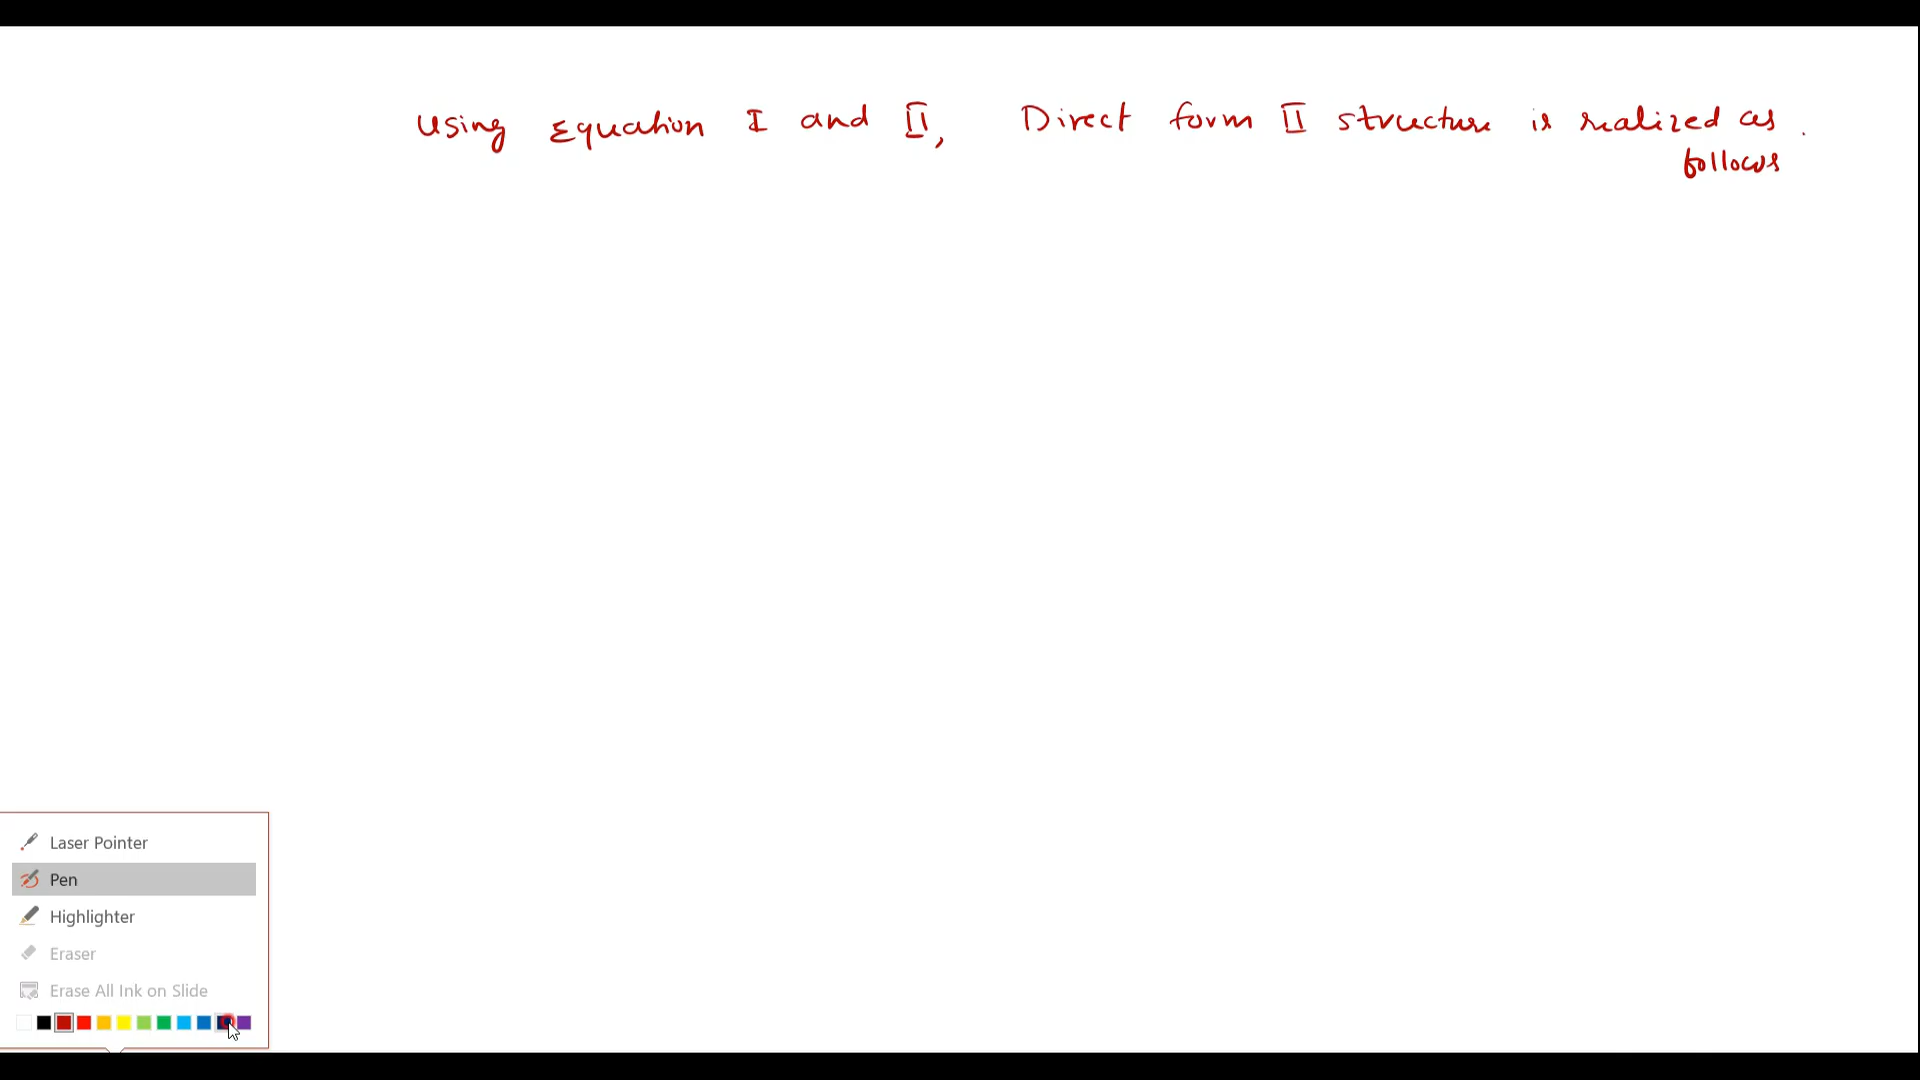 Using Equation I and II, Direct form II structure is realized as
follows
Laser Pointer
Pen
Highlighter
Eraser
Erase All Ink on Slide